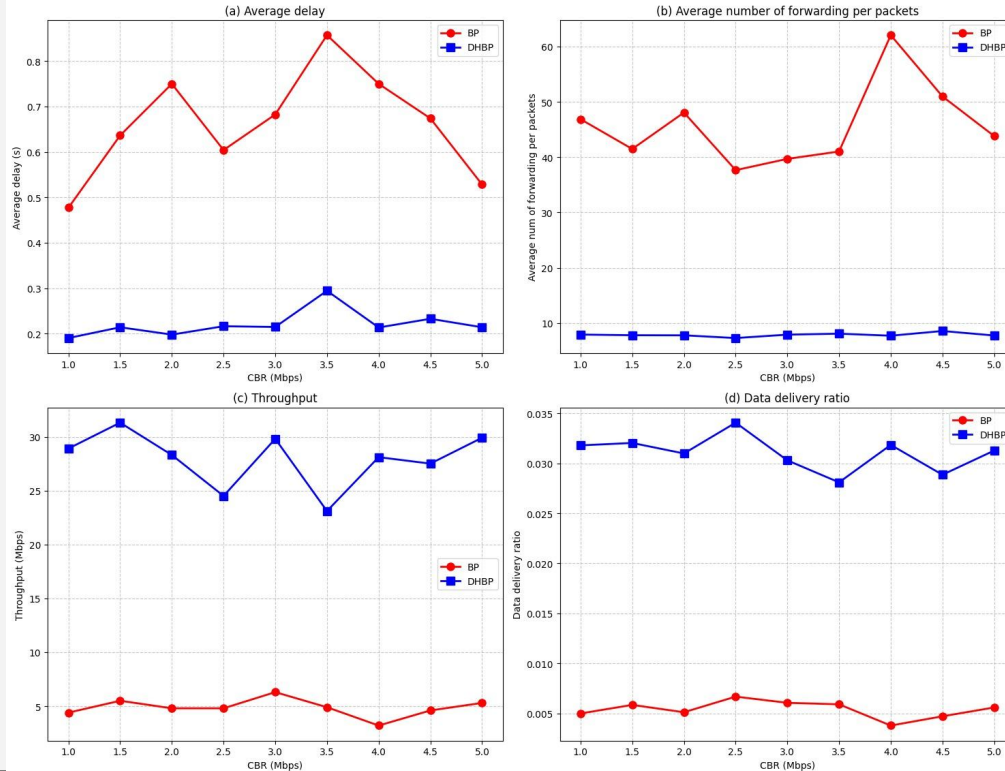 (a) Average delay
BP
DHBP
0.8
0.7
0.6
0.5
0.4
0.3
0.2
Average delay (s)
1.0 1.5 2.0 2.5 3.0 3.5 4.0 4.5 5.0
CBR (Mbps)
(b) Average number of forwarding per packets
BP
DHBP
60
50
40
30
20
10
Average num of forwarding per packets
1.0 1.5 2.0 2.5 3.0 3.5 4.0 4.5 5.0
CBR (Mbps)
(c) Throughput
30
25
20
15
10
5
Throughput (Mbps)
BP
DHBP
1.0 1.5 2.0 2.5 3.0 3.5 4.0 4.5 5.0
CBR (Mbps)
(d) Data delivery ratio
BP
DHBP
0.035
0.030
0.025
0.020
0.015
0.010
0.005
Data delivery ratio
1.0 1.5 2.0 2.5 3.0 3.5 4.0 4.5 5.0
CBR (Mbps)